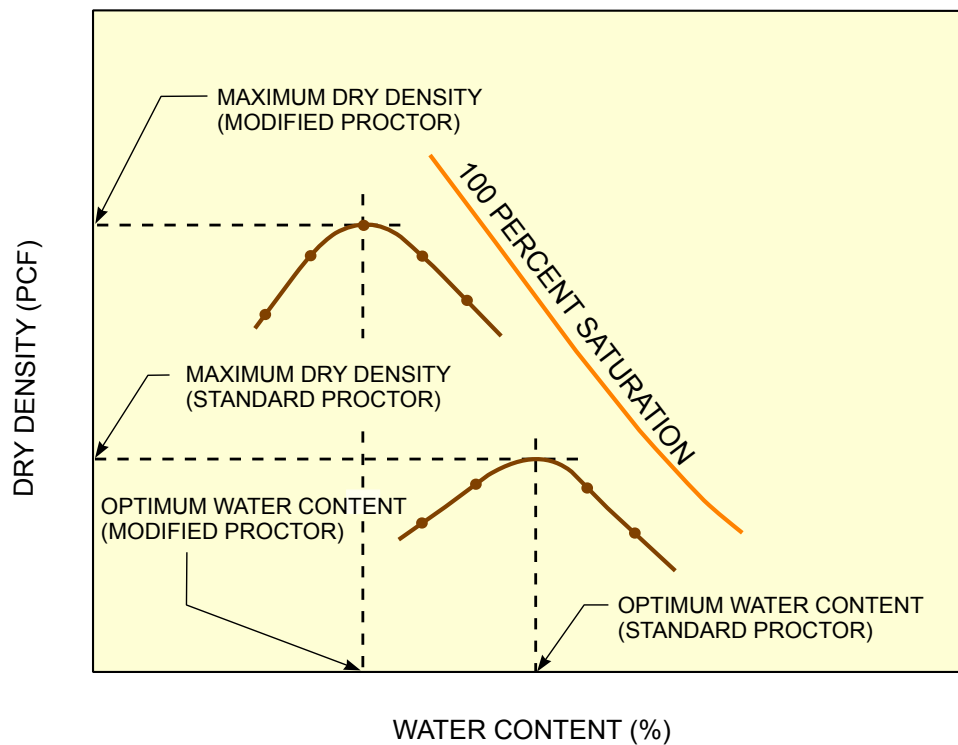 MAXIMUM DRY DENSITY
(MODIFIED PROCTOR)
100 PERCENT SATURATION
DRY DENSITY (PCF)
MAXIMUM DRY DENSITY
(STANDARD PROCTOR)
OPTIMUM WATER CONTENT
(MODIFIED PROCTOR)
OPTIMUM WATER CONTENT
(STANDARD PROCTOR)
WATER CONTENT (%)